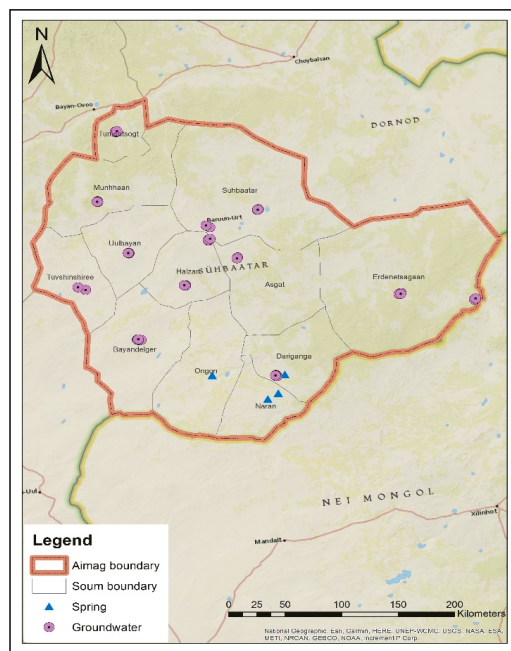 N
Choybalsan
Bayan-Ovoo
DORNOD
Tumentsogt
Munhhaan
Suhbaatar
Baruun-Urt
Uulbayan
SÜHBAATAR
Tuvshinshiree
Halzan
Asgat
Erdenetsagaan
Bayandelger
Ongon
Dariganga
Naran
NEI MONGOL
-Uul
Xilinhot
Mandalt
Legend
Aimag boundary
Soum boundary
Spring
Groundwater
0 25 50 100 150 200
Kilometers
National Geographic, Esri, Garmin, HERE, UNEP-WCMC, USGS, NASA, ESA,
METI, NRCAN, GEBCO, NOAA, increment P Corp.